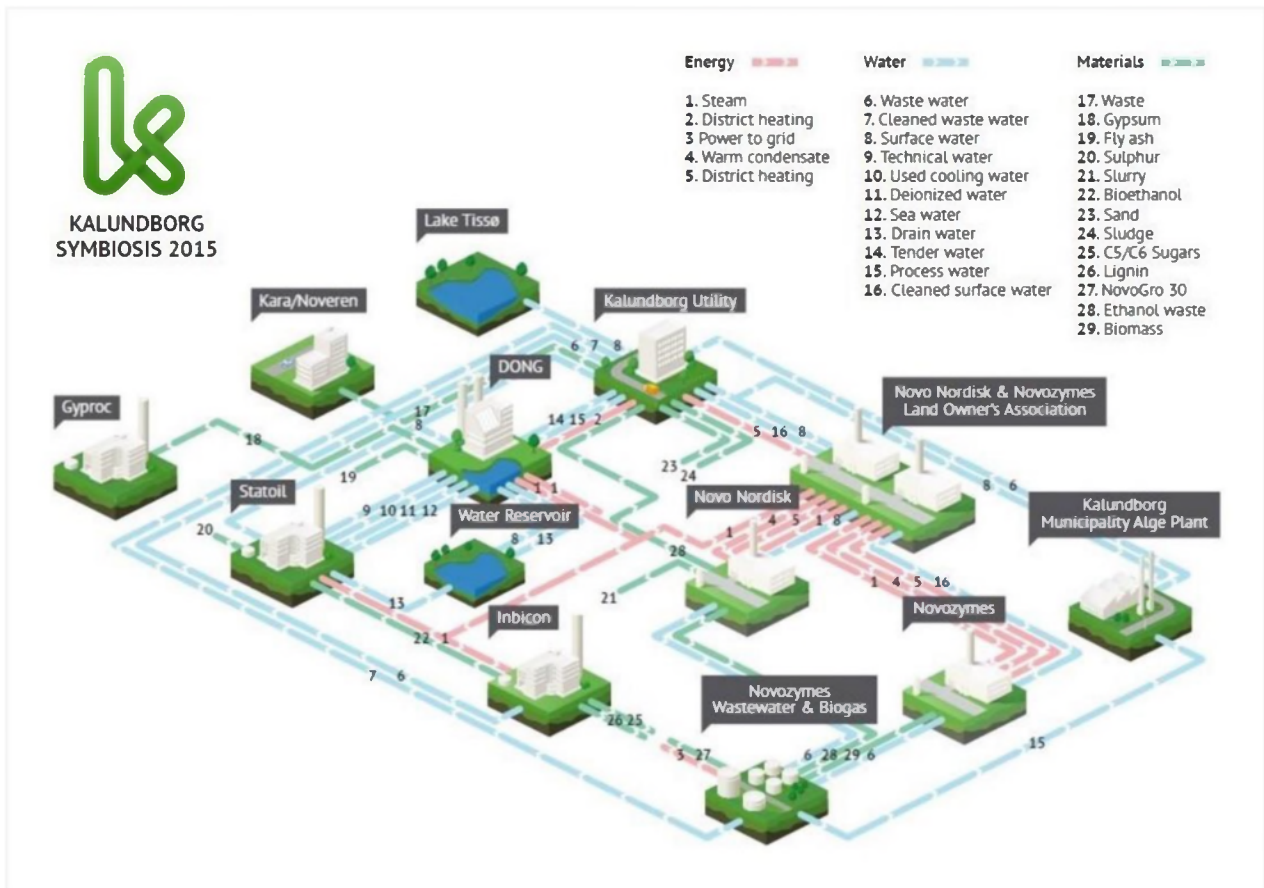 KALUNDBORG
SYMBIOSIS 2015
Energy
1. Steam
2. District heating
3 Power to grid
4. Warm condensate
5. District heating
Water
6. Waste water
7. Cleaned waste water
8. Surface water
9. Technical water
10. Used cooling water
11. Deionized water
12. Sea water
13. Drain water
14. Tender water
15. Process water
16. Cleaned surface water
Materials
17. Waste
18. Gypsum
19. Fly ash
20. Sulphur
21. Slurry
22. Bioethanol
23. Sand
24. Sludge
25. C5/C6 Sugars
26. Lignin
27. NovoGro 30
28. Ethanol waste
29. Biomass
Lake Tissø
Kara/Noveren
Kalundborg Utility
6 7 8
DONG
Novo Nordisk & Novozymes
Land Owner's Association
Gyproc
17
8
14 15 2
5 16 8
18
23
24
19
Statoil
Novo Nordisk
8 6
Kalundborg
Municipality Alge Plant
1 1
9 10 11 12
Water Reservoir
20
1 4 5 1 8
8 13
28
1 4 5 16
21
13
Inbicon
Novozymes
22 1
7 6
Novozymes
Wastewater & Biogas
26 25
3 27
6 28 29 6
15